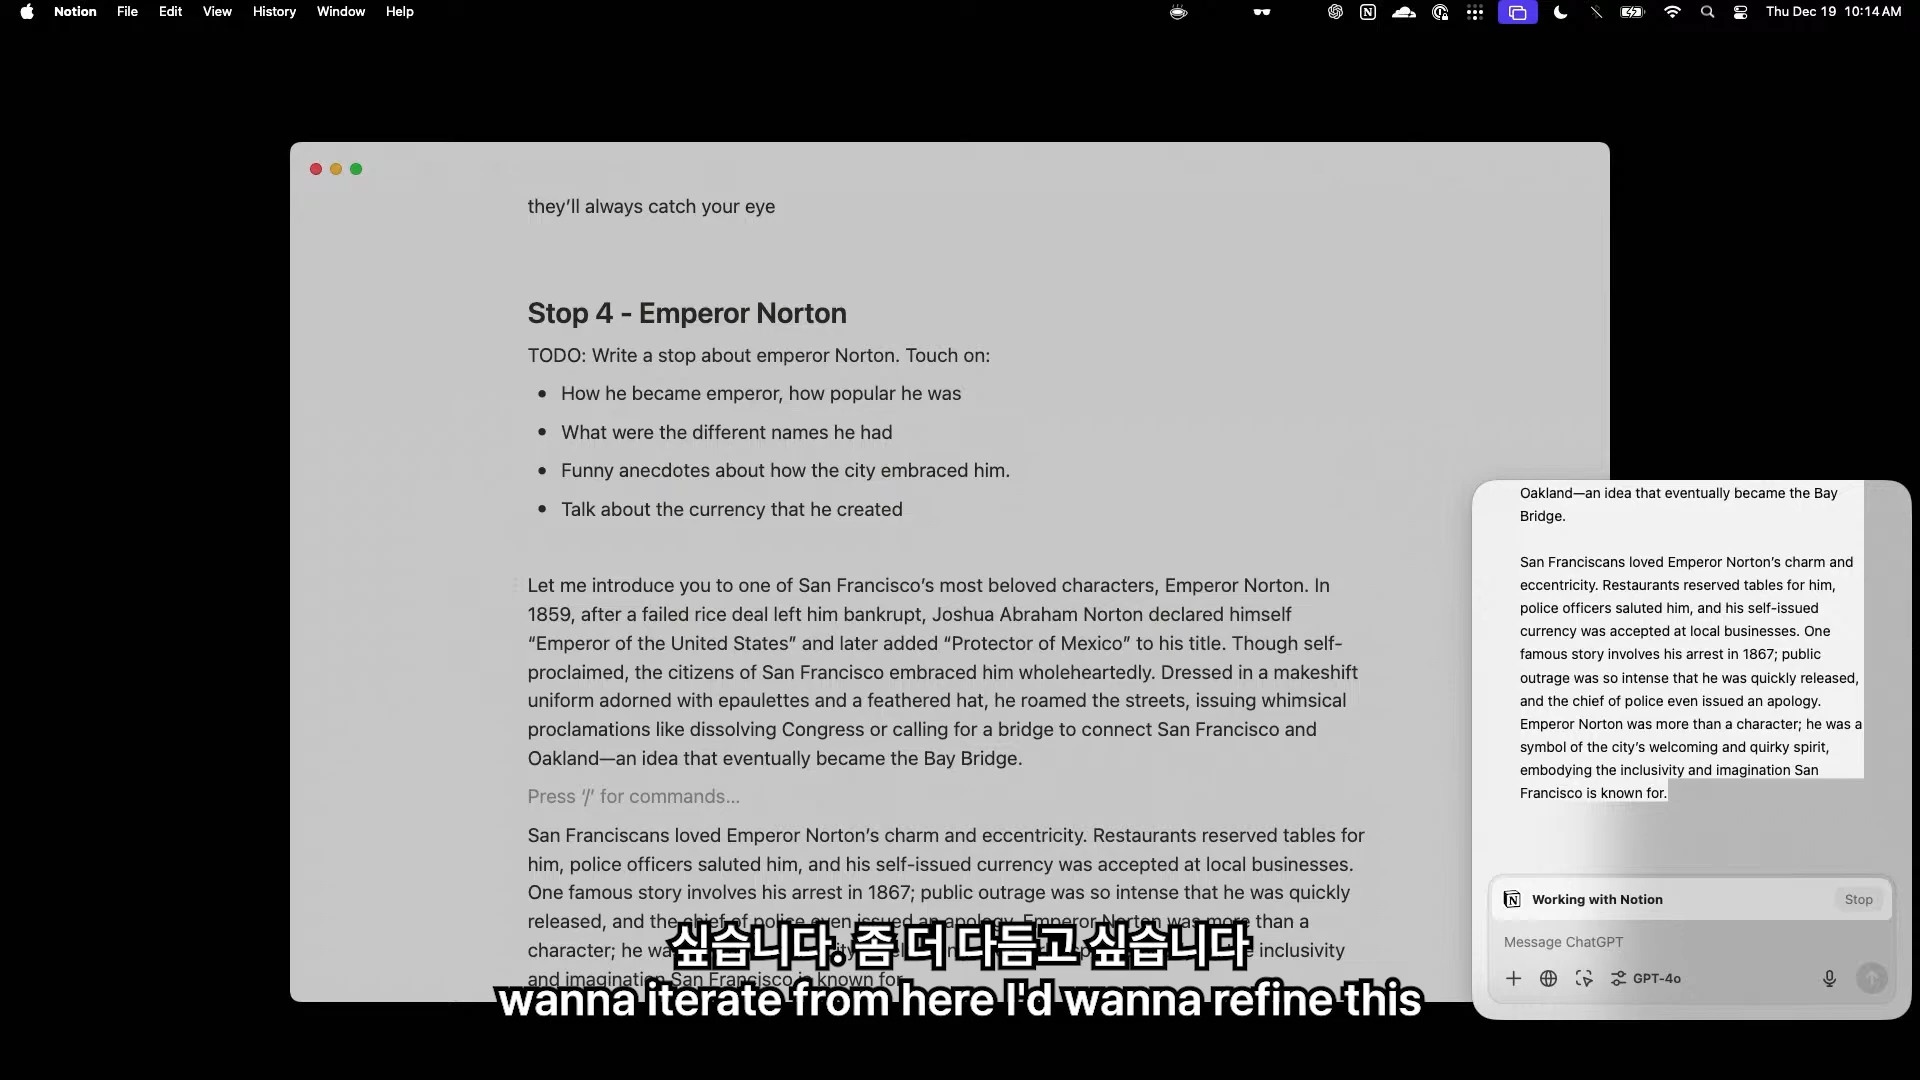 Notion File Edit View History Window Help Thu Dec 19 10:14 AM
they’ll always catch your eye
Stop 4 - Emperor Norton
TODO: Write a stop about emperor Norton. Touch on:
• How he became emperor, how popular he was
• What were the different names he had
• Funny anecdotes about how the city embraced him.
• Talk about the currency that he created
Let me introduce you to one of San Francisco’s most beloved characters, Emperor Norton. In
1859, after a failed rice deal left him bankrupt, Joshua Abraham Norton declared himself
“Emperor of the United States” and later added “Protector of Mexico” to his title. Though self-
proclaimed, the citizens of San Francisco embraced him wholeheartedly. Dressed in a makeshift
uniform adorned with epaulettes and a feathered hat, he roamed the streets, issuing whimsical
proclamations like dissolving Congress or calling for a bridge to connect San Francisco and
Oakland—an idea that eventually became the Bay Bridge.
Press ‘/’ for commands...
San Franciscans loved Emperor Norton’s charm and eccentricity. Restaurants reserved tables for
him, police officers saluted him, and his self-issued currency was accepted at local businesses.
One famous story involves his arrest in 1867; public outrage was so intense that he was quickly
released, and the chief of police even issued an apology. Emperor Norton was more than a
character; he wa inclusivity
and imagination San Francisco is known for
Oakland—an idea that eventually became the Bay
Bridge.
San Franciscans loved Emperor Norton’s charm and
eccentricity. Restaurants reserved tables for him,
police officers saluted him, and his self-issued
currency was accepted at local businesses. One
famous story involves his arrest in 1867; public
outrage was so intense that he was quickly released,
and the chief of police even issued an apology.
Emperor Norton was more than a character; he was a
symbol of the city’s welcoming and quirky spirit,
embodying the inclusivity and imagination San
Francisco is known for.
Working with Notion Stop
Message ChatGPT
GPT-4o
싶습니다. 좀 더 다듬고 싶습니다
wanna iterate from here I'd wanna refine this